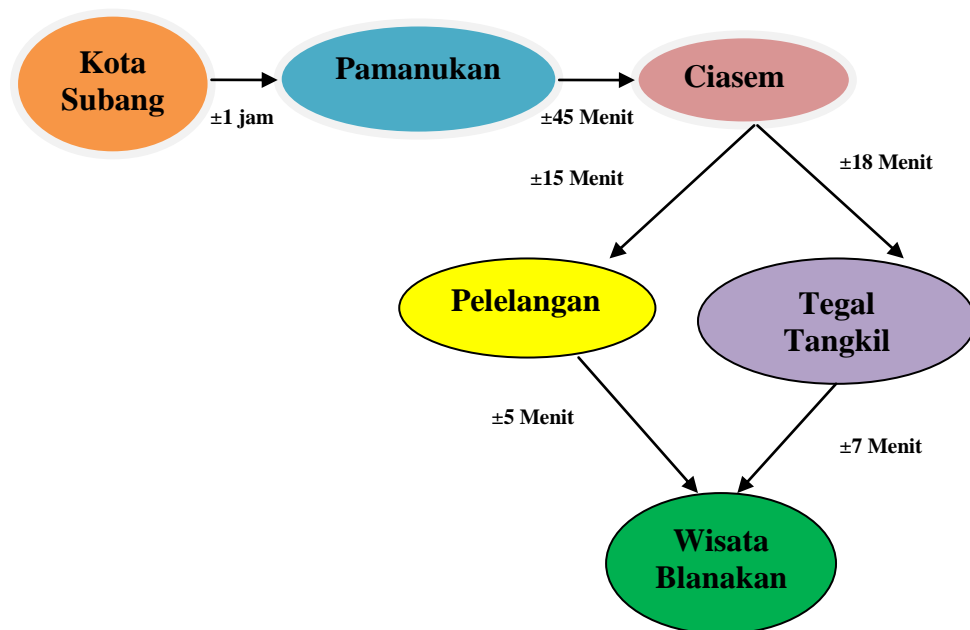 Kota
Subang
Pamanukan
Ciasem
±1 jam
±45 Menit
±15 Menit
±18 Menit
Pelelangan
Tegal
Tangkil
±5 Menit
±7 Menit
Wisata
Blanakan